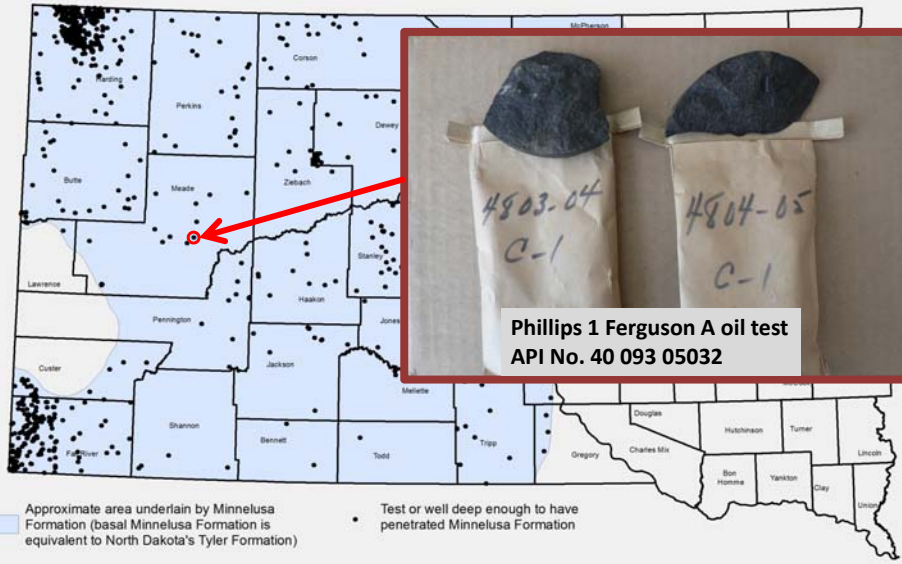 McPherson
Harding
Corson
Perkins
Dewey
Butte
Meade
Ziebach
Stanley
Lawrence
Haakon
Pennington
Jones
Custer
Jackson
Mellette
Shannon
Bennett
Todd
Tripp
Fall River
Gregory
Douglas
Charles Mix
Hutchinson
Turner
Lincoln
Bon
Homme
Yankton
Clay
Union
4803-04
C-1
4804-05
C-1
Phillips 1 Ferguson A oil test
API No. 40 093 05032
Approximate area underlain by Minnelusa
Formation (basal Minnelusa Formation is
equivalent to North Dakota's Tyler Formation)
Test or well deep enough to have
penetrated Minnelusa Formation